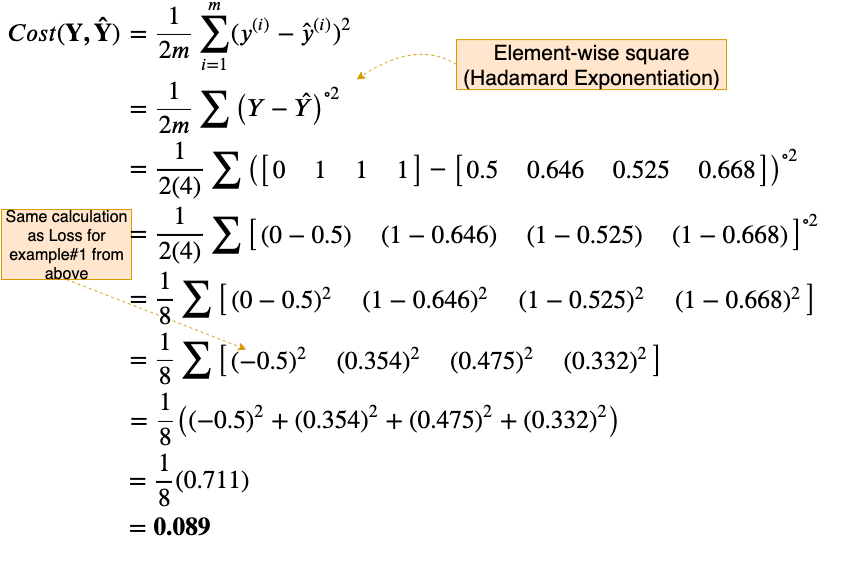 Cost(𝐘, 𝐘̂) = 1/2m ∑_{i=1}^{m} (y^{(i)} − ŷ^{(i)})²
Element-wise square
(Hadamard Exponentiation)
= 1/2m ∑ (Y − Ŷ)^{∘2}
= 1/2(4) ∑ ([0 1 1 1] − [0.5 0.646 0.525 0.668])^{∘2}
Same calculation
as Loss for
example#1 from
above
= 1/2(4) ∑ [(0 − 0.5) (1 − 0.646) (1 − 0.525) (1 − 0.668)]^{∘2}
= 1/8 ∑ [(0 − 0.5)² (1 − 0.646)² (1 − 0.525)² (1 − 0.668)²]
= 1/8 ∑ [(−0.5)² (0.354)² (0.475)² (0.332)²]
= 1/8 ((−0.5)² + (0.354)² + (0.475)² + (0.332)²)
= 1/8 (0.711)
= 0.089